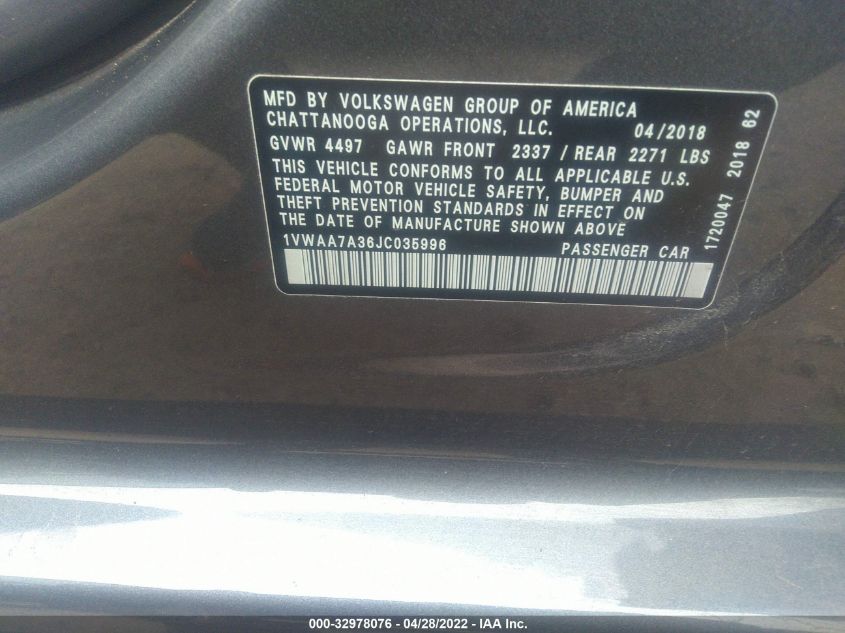 MFD BY VOLKSWAGEN GROUP OF AMERICA
CHATTANOOGA OPERATIONS, LLC. 04/2018
GVWR 4497 GAWR FRONT 2337 / REAR 2271 LBS
THIS VEHICLE CONFORMS TO ALL APPLICABLE U.S.
FEDERAL MOTOR VEHICLE SAFETY, BUMPER AND
THEFT PREVENTION STANDARDS IN EFFECT ON
THE DATE OF MANUFACTURE SHOWN ABOVE
1VWAA7A36JC035996 PASSENGER CAR
1720047 2018 62
000-32978076 - 04/28/2022 - IAA Inc.